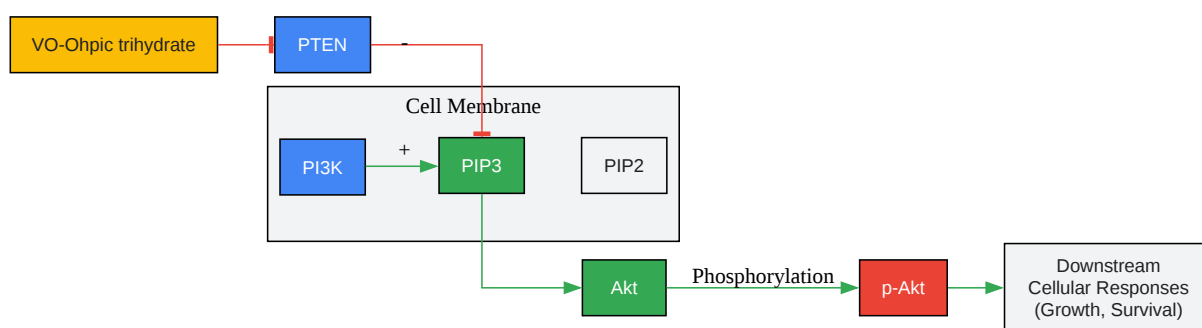 VO-Ohpic trihydrate
PTEN
-
Cell Membrane
PI3K
+
PIP3
PIP2
Akt
Phosphorylation
p-Akt
Downstream
Cellular Responses
(Growth, Survival)